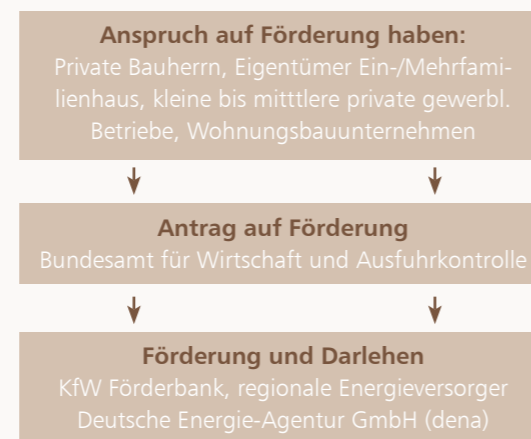 Anspruch auf Förderung haben:
Private Bauherrn, Eigentümer Ein-/Mehrfami-
lienhaus, kleine bis mitttlere private gewerbl.
Betriebe, Wohnungsbauunternehmen
Antrag auf Förderung
Bundesamt für Wirtschaft und Ausfuhrkontrolle
Förderung und Darlehen
KfW Förderbank, regionale Energieversorger
Deutsche Energie-Agentur GmbH (dena)